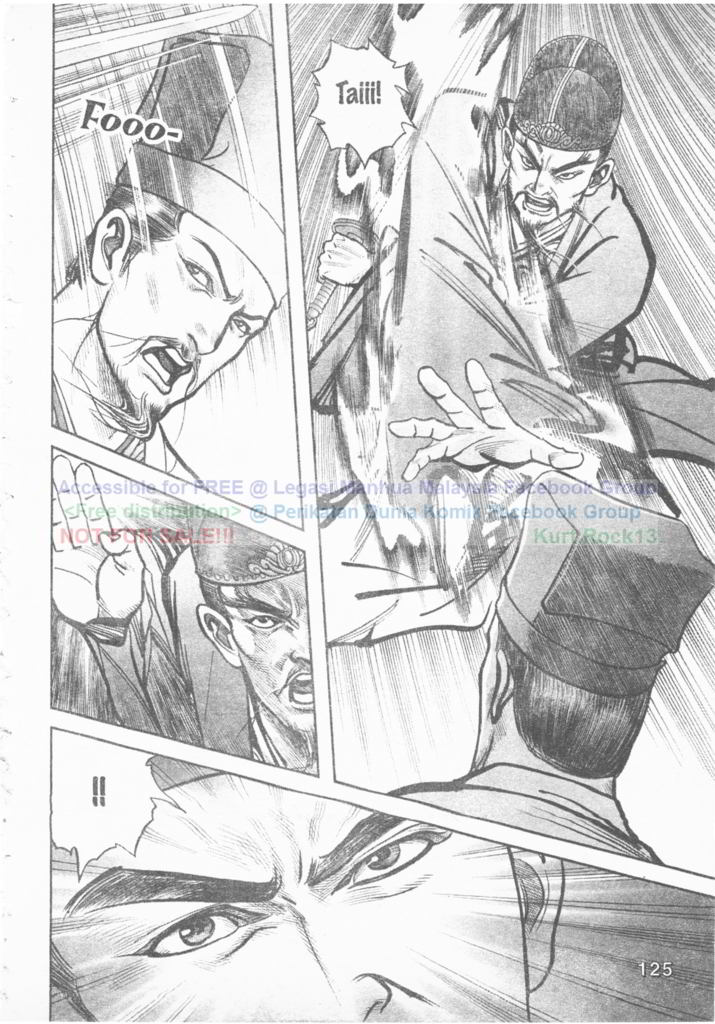 Fooo-
Taiii!
Accessible for FREE @ Legasi Manhua Malaysia Facebook Group
<Free distribution> @ Perikatan Dunia Komik Facebook Group
NOT FOR SALE!!! Kurt Rock13
!!
125